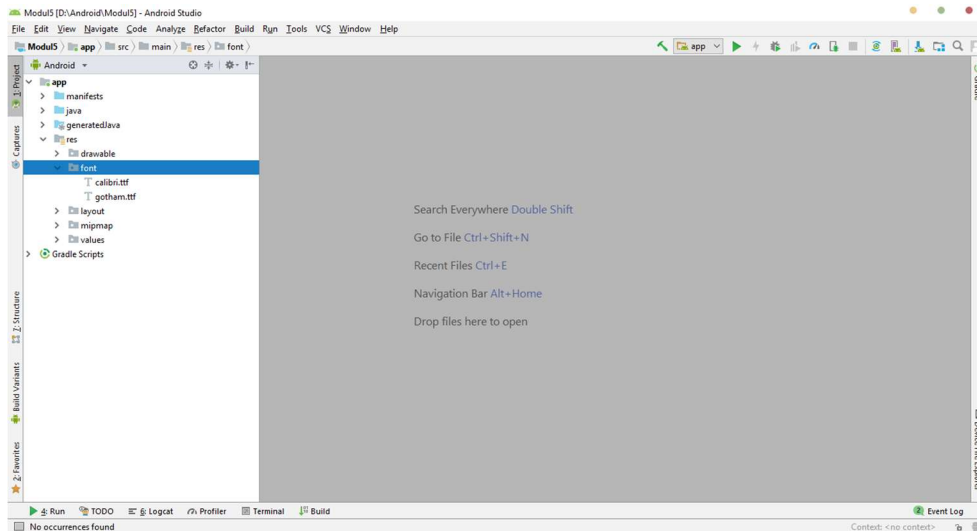 Modul5 [D:\Android\Modul5] - Android Studio
File Edit View Navigate Code Analyze Refactor Build Run Tools VCS Window Help
Modul5 app src main res font
app
Android
1: Project
app
manifests
java
generatedJava
res
drawable
font
calibri.ttf
gotham.ttf
layout
mipmap
values
Gradle Scripts
Captures
Z: Structure
Build Variants
2: Favorites
Search Everywhere Double Shift
Go to File Ctrl+Shift+N
Recent Files Ctrl+E
Navigation Bar Alt+Home
Drop files here to open
4: Run TODO 6: Logcat Profiler Terminal Build
2 Event Log
No occurrences found
Context: <no context>